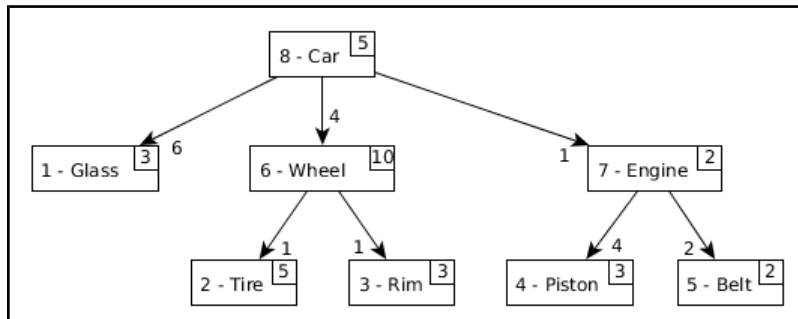 8 - Car 5
6 4 1
1 - Glass 3
6 - Wheel 10
7 - Engine 2
1 1 4 2
2 - Tire 5
3 - Rim 3
4 - Piston 3
5 - Belt 2